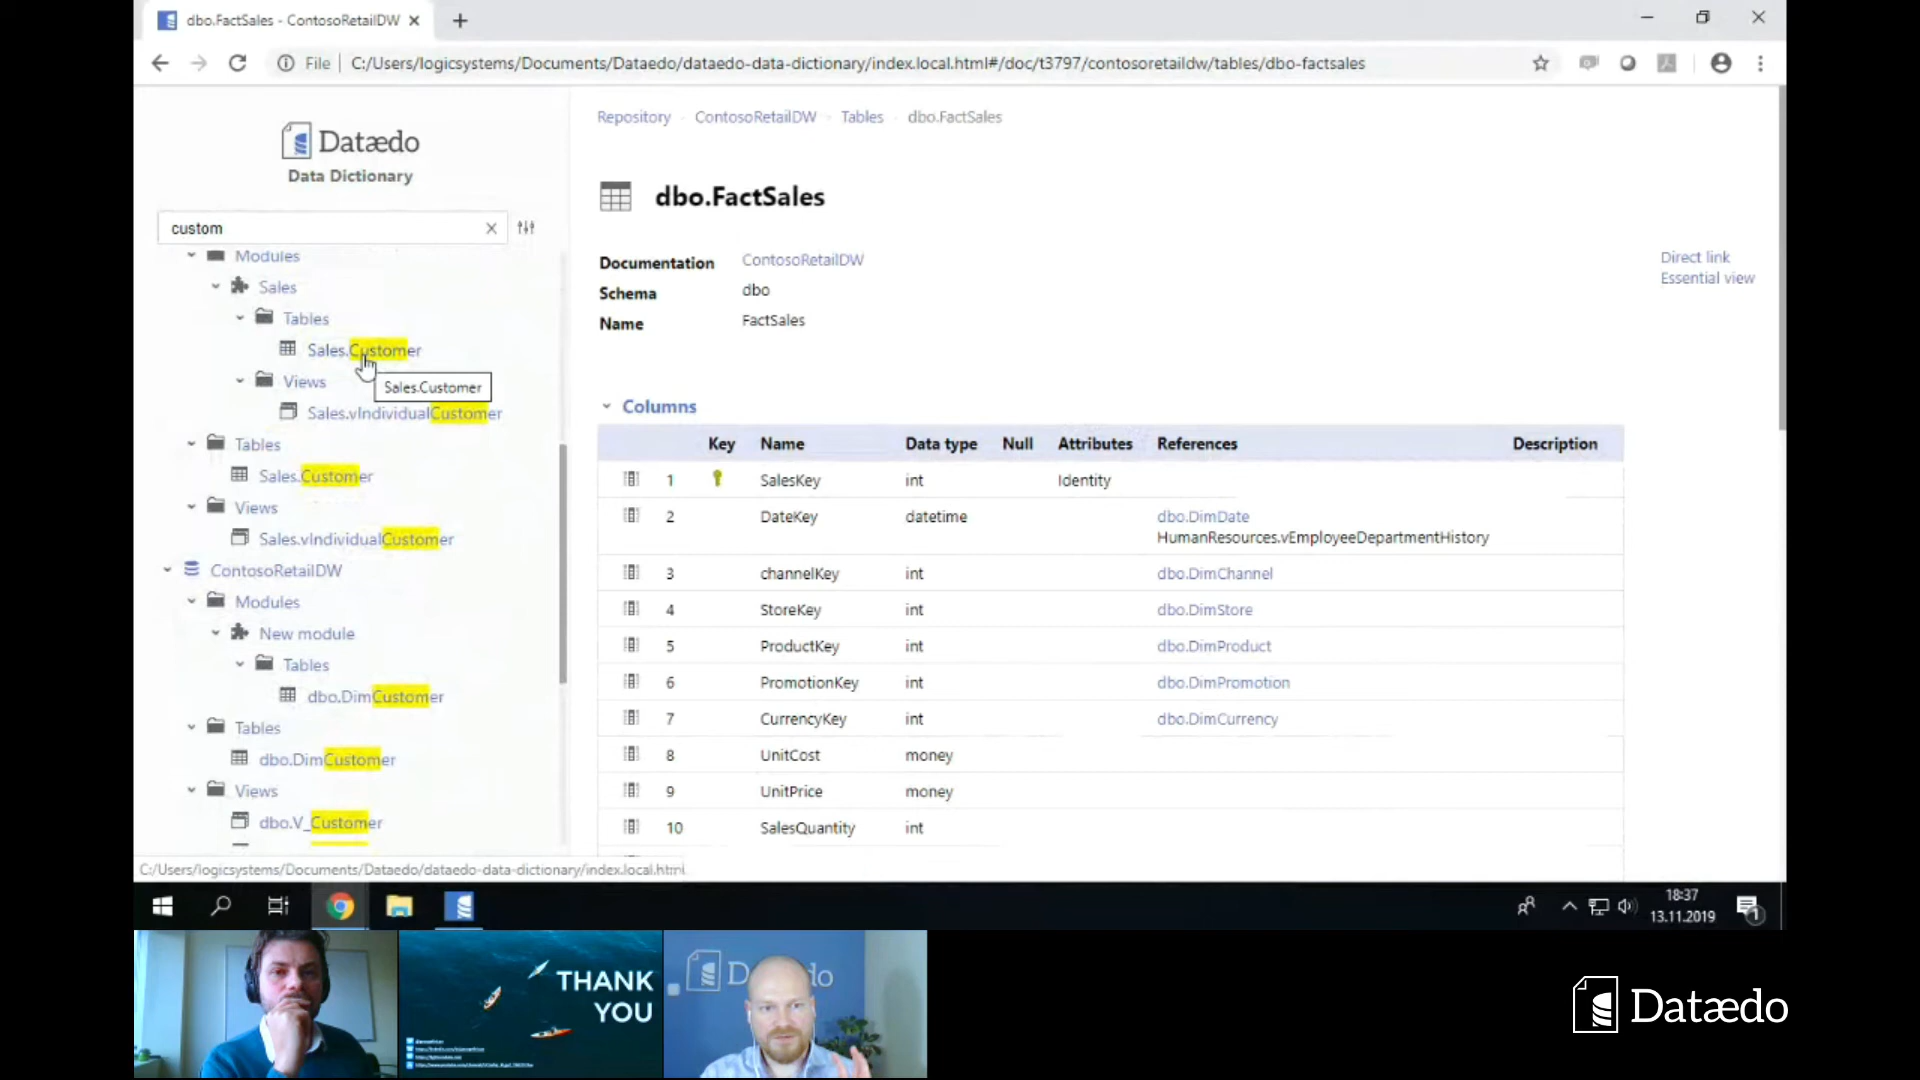 dbo.FactSales - ContosoRetailDW
File
C:/Users/logicsystems/Documents/Dataedo/dataedo-data-dictionary/index.local.html#/doc/t3797/contosoretaildw/tables/dbo-factsales
Dataedo
Data Dictionary
custom
Modules
Sales
Tables
Sales.Customer
Sales.Customer
Views
Sales.vIndividualCustomer
Tables
Sales.Customer
Views
Sales.vIndividualCustomer
ContosoRetailDW
Modules
New module
Tables
dbo.DimCustomer
Tables
dbo.DimCustomer
Views
dbo.V_Customer
C:/Users/logicsystems/Documents/Dataedo/dataedo-data-dictionary/index.local.html
Repository ContosoRetailDW Tables dbo.FactSales
dbo.FactSales
Documentation ContosoRetailDW
Schema dbo
Name FactSales
Direct link
Essential view
Columns
Key Name Data type Null Attributes References Description
1 SalesKey int Identity
2 DateKey datetime dbo.DimDate
HumanResources.vEmployeeDepartmentHistory
3 channelKey int dbo.DimChannel
4 StoreKey int dbo.DimStore
5 ProductKey int dbo.DimProduct
6 PromotionKey int dbo.DimPromotion
7 CurrencyKey int dbo.DimCurrency
8 UnitCost money
9 UnitPrice money
10 SalesQuantity int
18:37
13.11.2019
1
THANK
YOU
Datædo